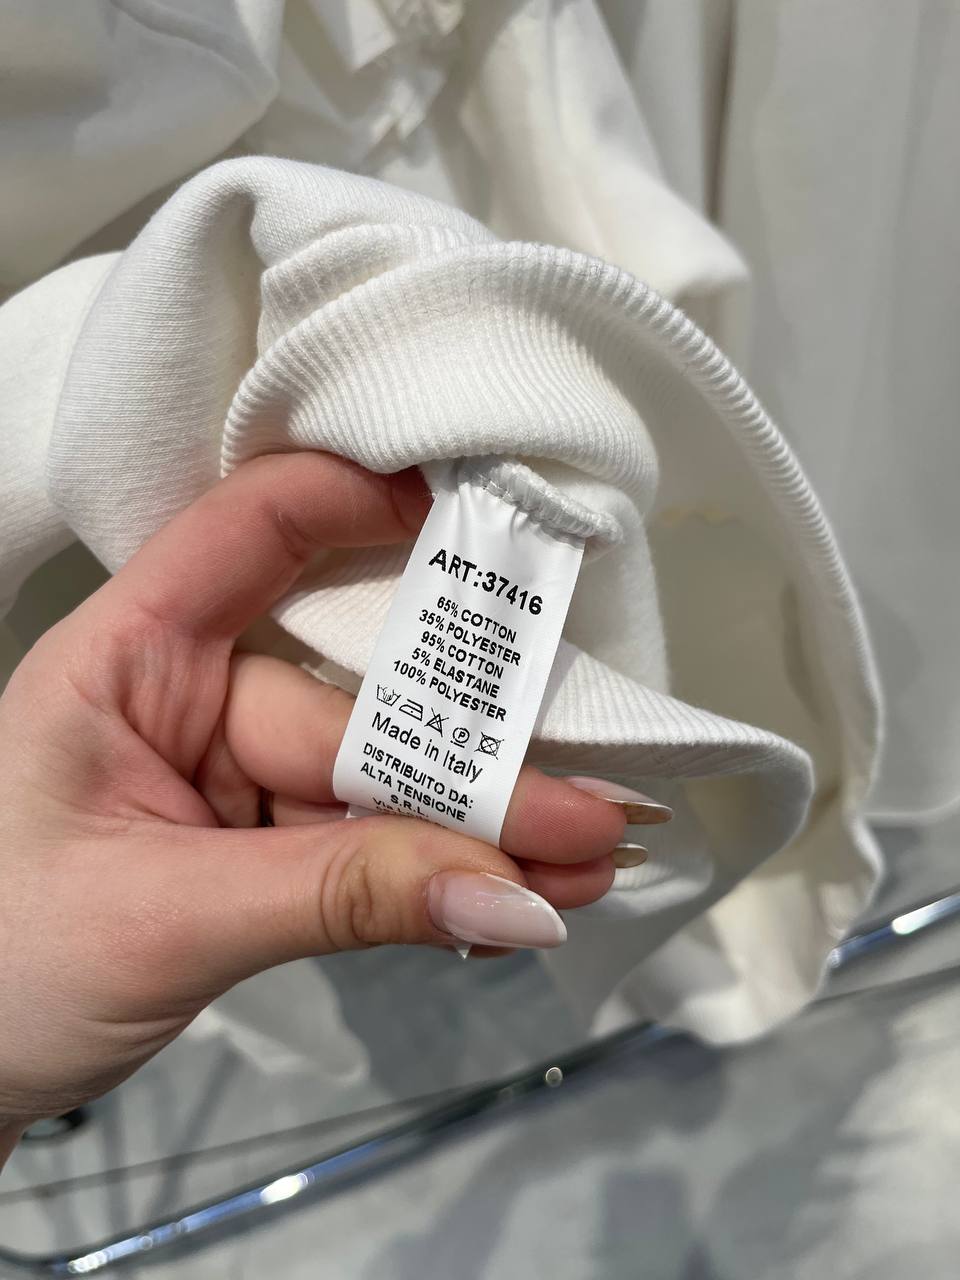 ART:37416
65% COTTON
35% POLYESTER
95% COTTON
5% ELASTANE
100% POLYESTER
P
Made in Italy
DISTRIBUITO DA:
ALTA TENSIONE
S.R.L.